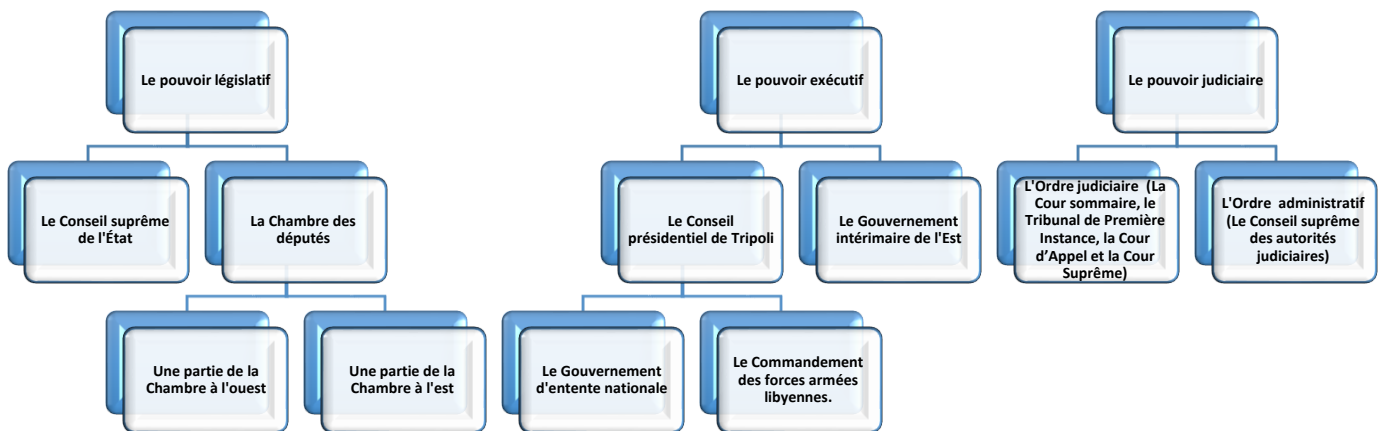 Le pouvoir législatif
Le pouvoir exécutif
Le pouvoir judiciaire
Le Conseil suprême
de l'État
La Chambre des
députés
Le Conseil
présidentiel de Tripoli
Le Gouvernement
intérimaire de l'Est
L'Ordre judiciaire (La
Cour sommaire, le
Tribunal de Première
Instance, la Cour
d’Appel et la Cour
Suprême)
L'Ordre administratif
(Le Conseil suprême
des autorités
judiciaires)
Une partie de la
Chambre à l'ouest
Une partie de la
Chambre à l'est
Le Gouvernement
d'entente nationale
Le Commandement
des forces armées
libyennes.